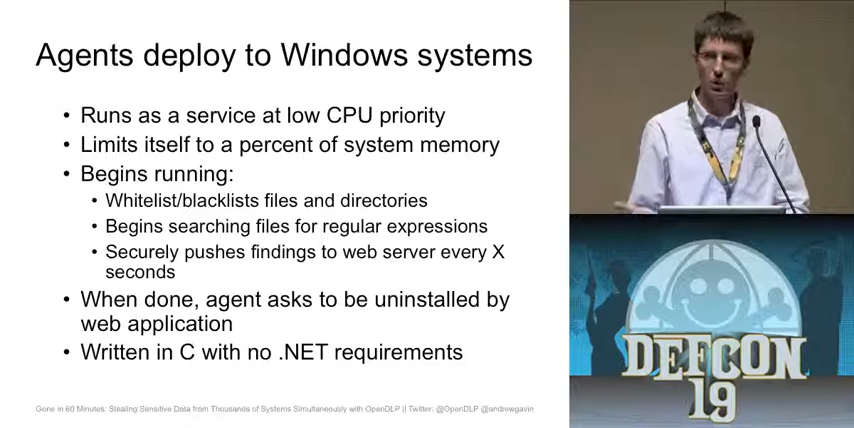 Agents deploy to Windows systems
• Runs as a service at low CPU priority
• Limits itself to a percent of system memory
• Begins running:
• Whitelist/blacklists files and directories
• Begins searching files for regular expressions
• Securely pushes findings to web server every X
seconds
• When done, agent asks to be uninstalled by
web application
• Written in C with no .NET requirements
Gone in 60 Minutes: Stealing Sensitive Data from Thousands of Systems Simultaneously with OpenDLP || Twitter: @OpenDLP @andrewgavin
DEFCON
19